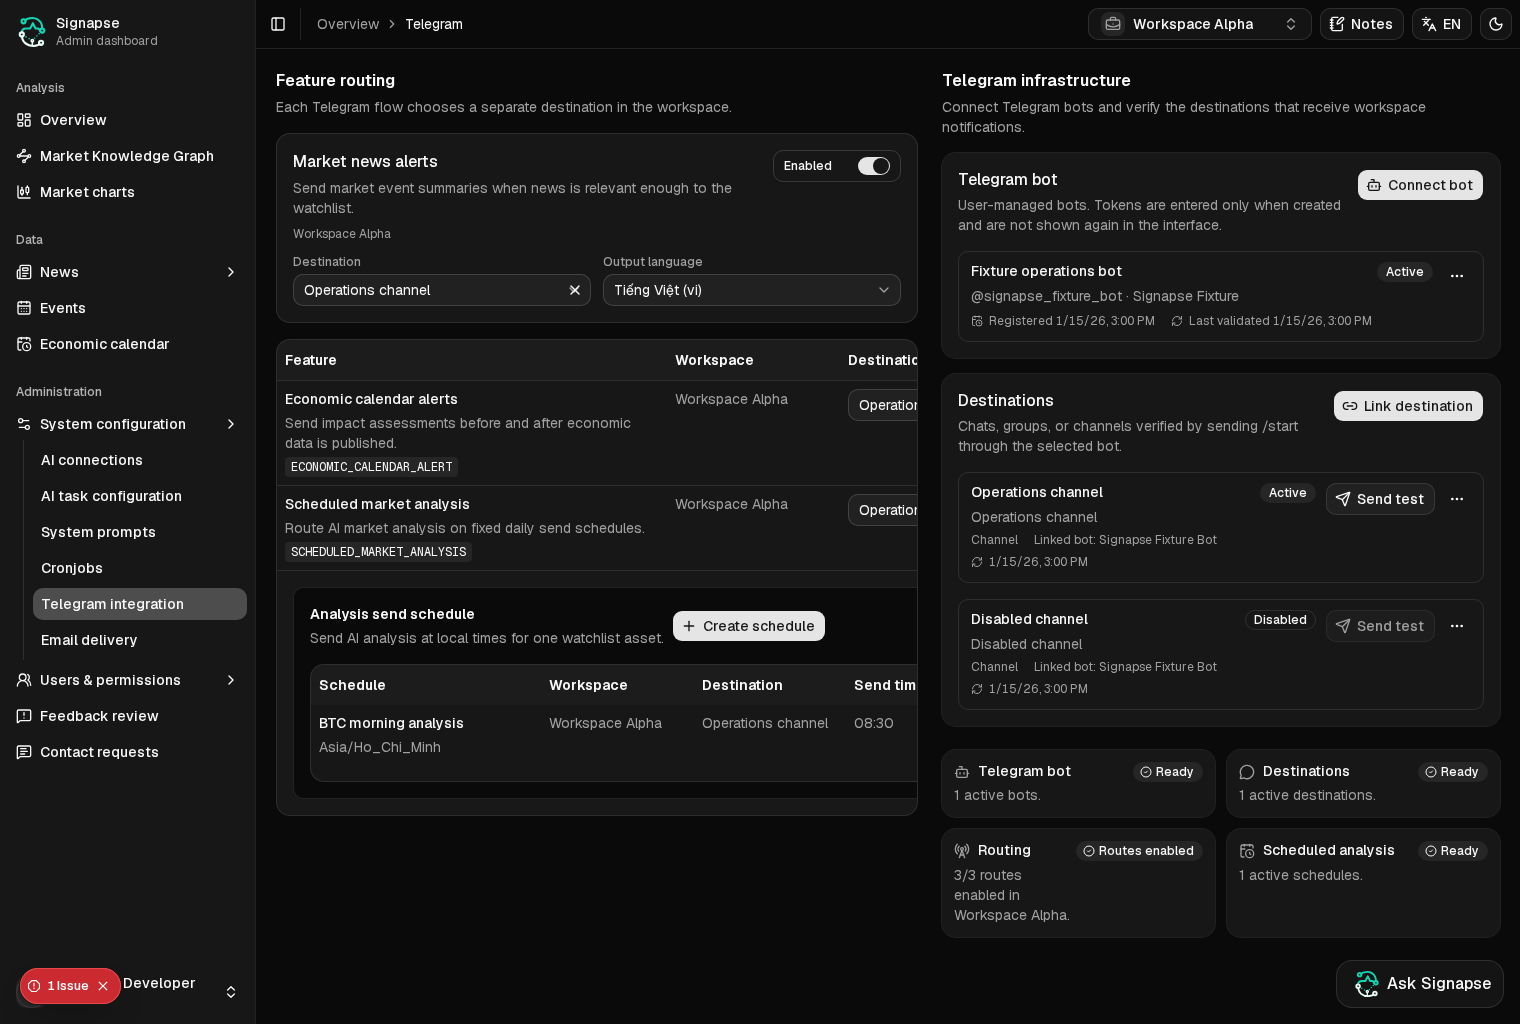 Signapse
Admin dashboard
Analysis
Overview
Market Knowledge Graph
Market charts
Data
News
Events
Economic calendar
Administration
System configuration
AI connections
AI task configuration
System prompts
Cronjobs
Telegram integration
Email delivery
Users & permissions
Feedback review
Contact requests
1 Issue
Developer
Overview
Telegram
Workspace Alpha
Notes
EN
Feature routing
Each Telegram flow chooses a separate destination in the workspace.
Market news alerts
Enabled
Send market event summaries when news is relevant enough to the
watchlist.
Workspace Alpha
Destination
Output language
Operations channel
Tiếng Việt (vi)
Feature
Workspace
Destinatio
Economic calendar alerts
Workspace Alpha
Operation
Send impact assessments before and after economic
data is published.
ECONOMIC_CALENDAR_ALERT
Scheduled market analysis
Workspace Alpha
Operation
Route AI market analysis on fixed daily send schedules.
SCHEDULED_MARKET_ANALYSIS
Analysis send schedule
Send AI analysis at local times for one watchlist asset.
Create schedule
Schedule
Workspace
Destination
Send tim
BTC morning analysis
Workspace Alpha
Operations channel
08:30
Asia/Ho_Chi_Minh
Telegram infrastructure
Connect Telegram bots and verify the destinations that receive workspace
notifications.
Telegram bot
Connect bot
User-managed bots. Tokens are entered only when created
and are not shown again in the interface.
Fixture operations bot
Active
@signapse_fixture_bot · Signapse Fixture
Registered 1/15/26, 3:00 PM
Last validated 1/15/26, 3:00 PM
Destinations
Link destination
Chats, groups, or channels verified by sending /start
through the selected bot.
Operations channel
Active
Send test
Operations channel
Channel
Linked bot: Signapse Fixture Bot
1/15/26, 3:00 PM
Disabled channel
Disabled
Send test
Disabled channel
Channel
Linked bot: Signapse Fixture Bot
1/15/26, 3:00 PM
Telegram bot
Ready
1 active bots.
Destinations
Ready
1 active destinations.
Routing
Routes enabled
3/3 routes
enabled in
Workspace Alpha.
Scheduled analysis
Ready
1 active schedules.
Ask Signapse